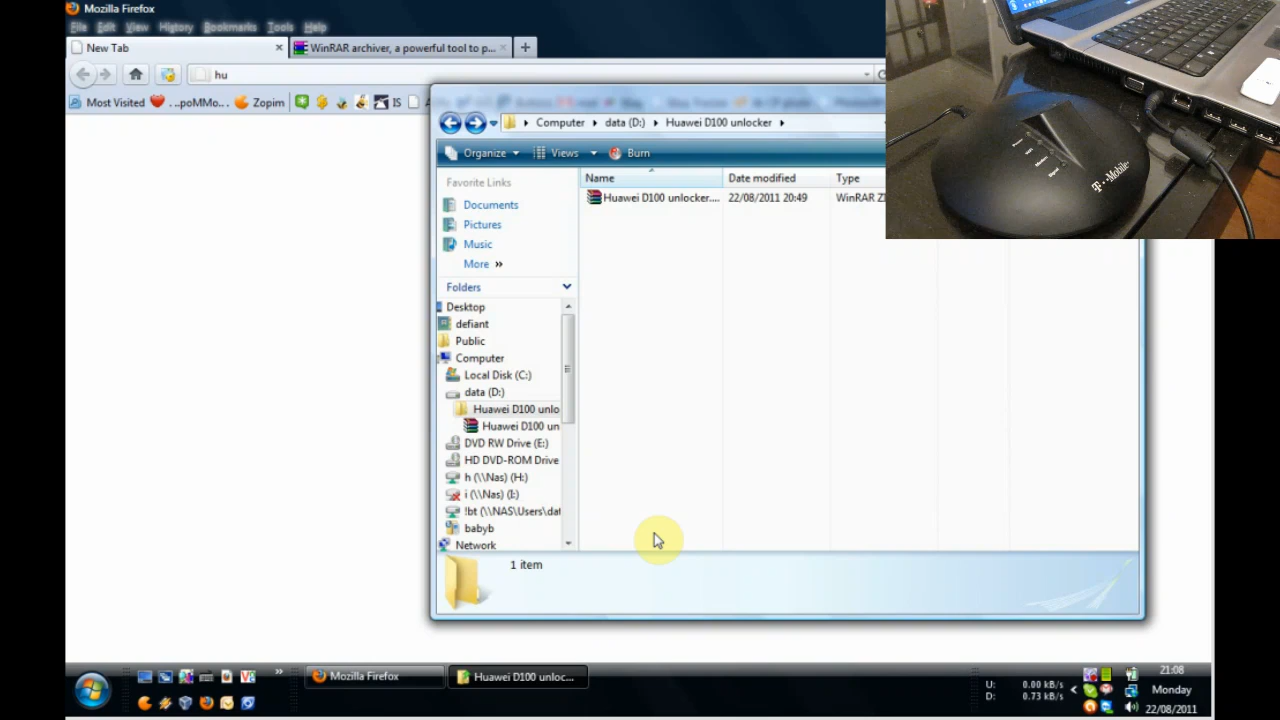 Mozilla Firefox
File Edit View History Bookmarks Tools Help
New Tab
WinRAR archiver, a powerful tool to p...
hu
Most Visited
..poMMo...
Zopim
IS
Computer
data (D:)
Huawei D100 unlocker
Organize
Views
Burn
Favorite Links
Documents
Pictures
Music
More »
Folders
Desktop
defiant
Public
Computer
Local Disk (C:)
data (D:)
Huawei D100 unlo
Huawei D100 un
DVD RW Drive (E:)
HD DVD-ROM Drive
h (\\Nas) (H:)
i (\\Nas) (I:)
!bt (\\NAS\Users\dat
babyb
Network
Name Date modified Type
Huawei D100 unlocker.... 22/08/2011 20:49 WinRAR Z
1 item
T-Mobile
Mozilla Firefox
Huawei D100 unloc...
U: 0.00 kB/s
D: 0.73 kB/s
21:08
Monday
22/08/2011